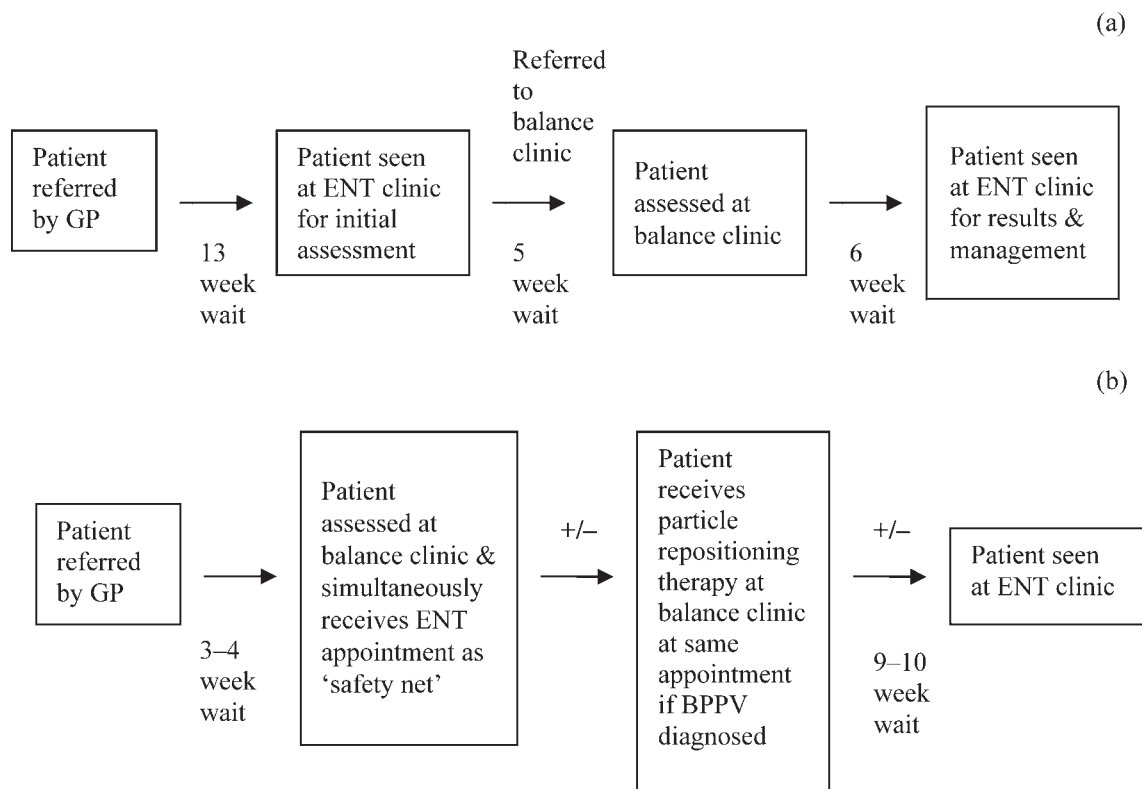 (a)
Patient
referred
by GP
13
week
wait
Patient seen
at ENT clinic
for initial
assessment
Referred
to
balance
clinic
5
week
wait
Patient
assessed at
balance clinic
6
week
wait
Patient seen
at ENT clinic
for results &
management
(b)
Patient
referred
by GP
3–4
week
wait
Patient
assessed at
balance clinic &
simultaneously
receives ENT
appointment as
‘safety net’
+/–
Patient
receives
particle
repositioning
therapy at
balance clinic
at same
appointment
if BPPV
diagnosed
+/–
9–10
week
wait
Patient seen
at ENT clinic